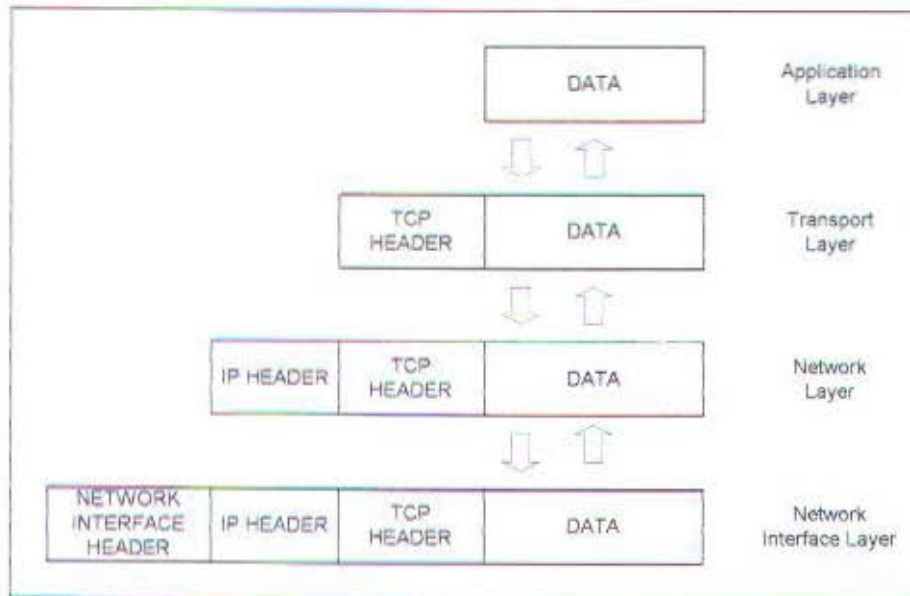 DATA
Application
Layer
TCP
HEADER
DATA
Transport
Layer
IP HEADER
TCP
HEADER
DATA
Network
Layer
NETWORK
INTERFACE
HEADER
IP HEADER
TCP
HEADER
DATA
Network
Interface Layer